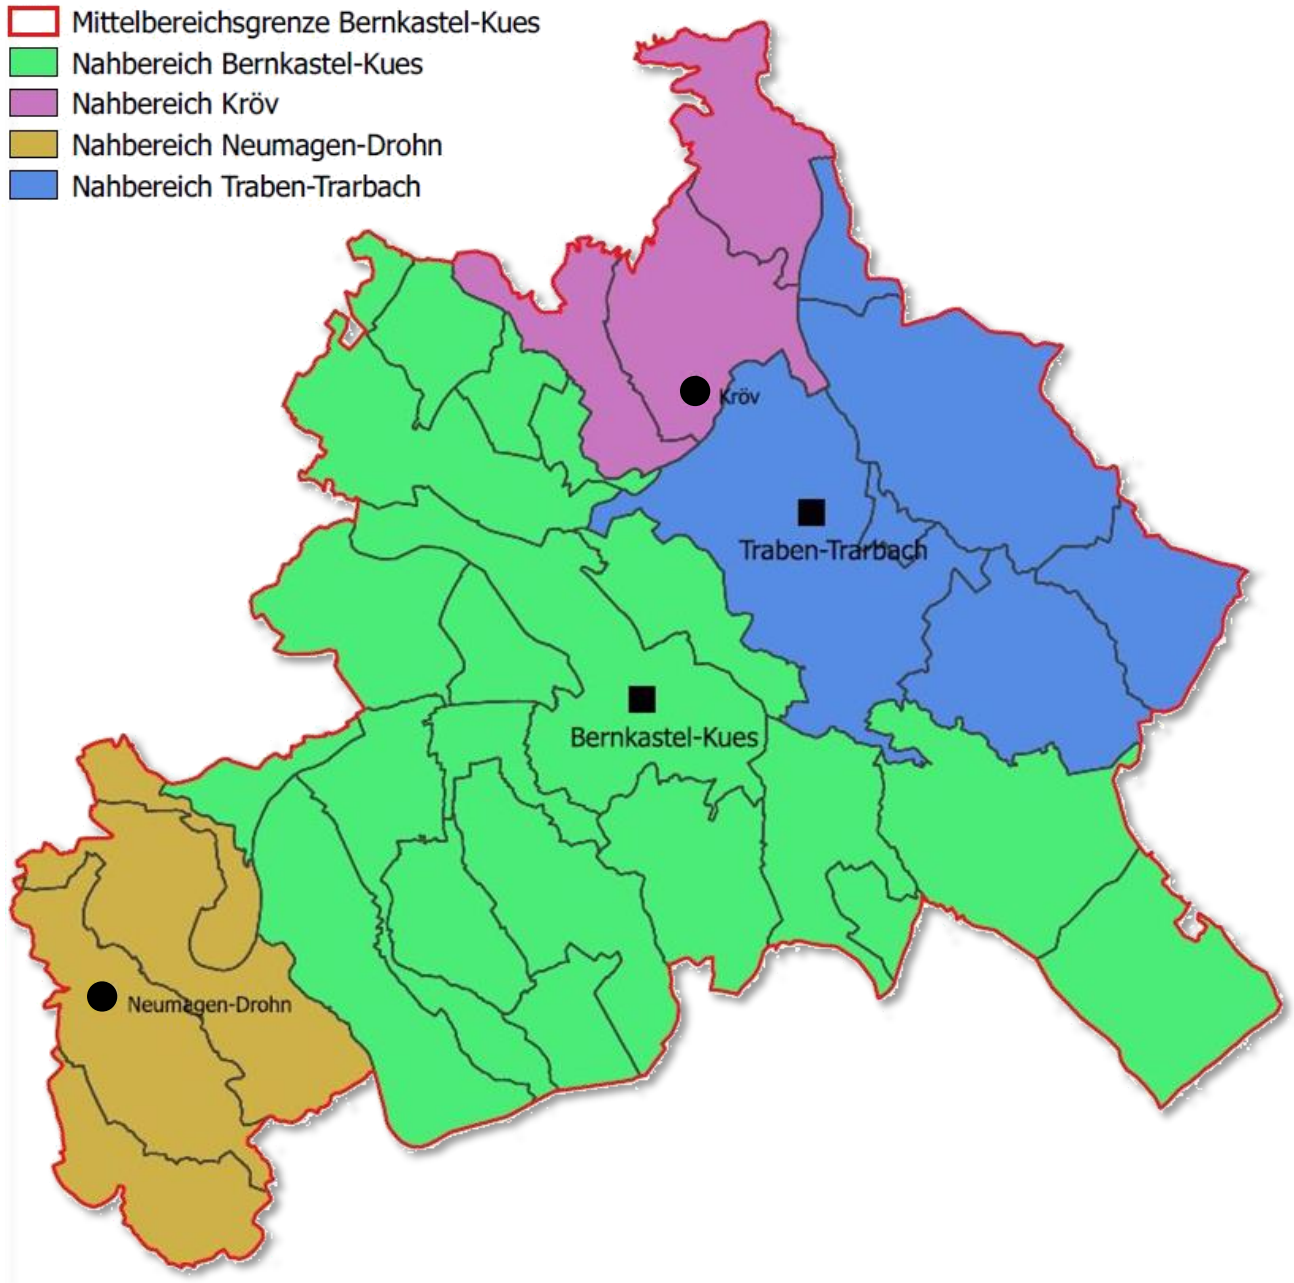 Mittelbereichsgrenze Bernkastel-Kues
Nahbereich Bernkastel-Kues
Nahbereich Kröv
Nahbereich Neumagen-Drohn
Nahbereich Traben-Trarbach
Kröv
Traben-Trarbach
Bernkastel-Kues
Neumagen-Drohn